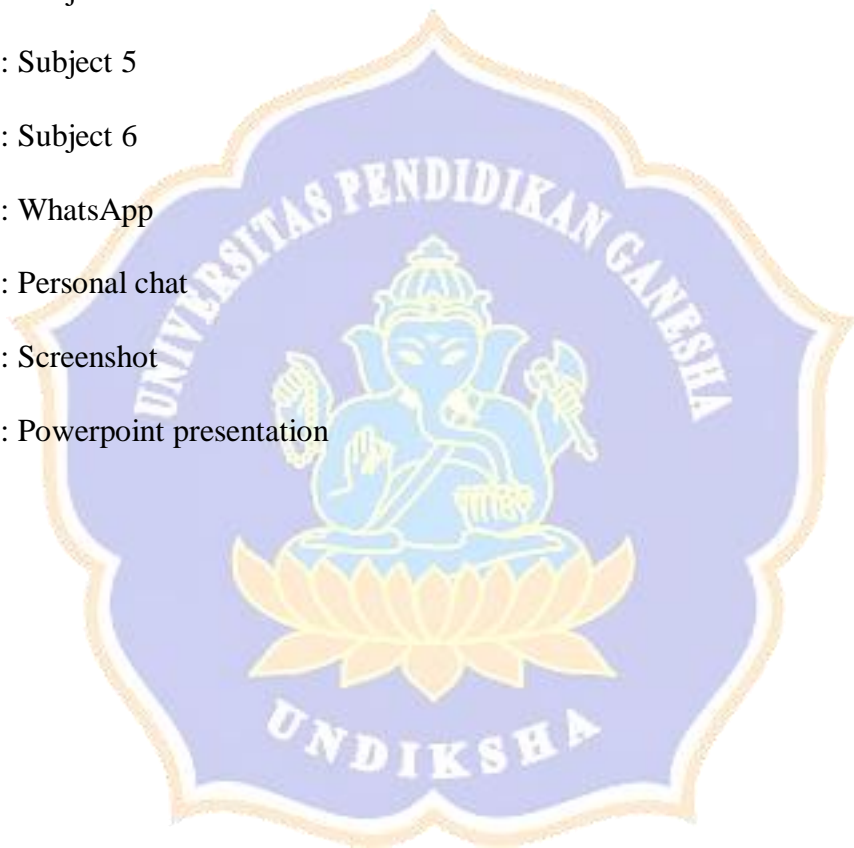 : Subject 5
: Subject 6
: WhatsApp
: Personal chat
: Screenshot
: Powerpoint presentation
UNIVERSITAS PENDIDIKAN GANESHA
UNDIKSHA